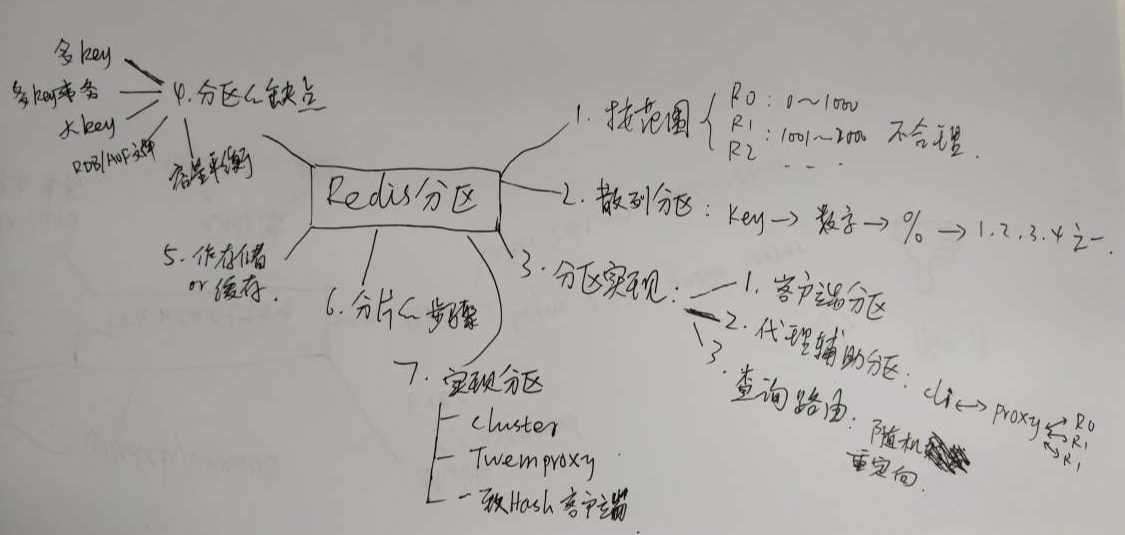 Redis分区
1. 按范围
R0 : 0~1000
R1 : 1001~2000 不合理.
R2 . . .
2. 散列分区: key → 数字 → % → 1.2.3.4之一.
3. 分区实现:
1. 客户端分区
2. 代理辅助分区: cli ↔ proxy
R0
R1
R1
3. 查询路由: 随机
重定向.
4. 分区的缺点
多key
多key事务
大key
RDB/AOF文件
容量平衡
5. 作存储
or 缓存.
6. 分片的步骤
7. 实现分区
cluster
Twemproxy
一致Hash 客户端